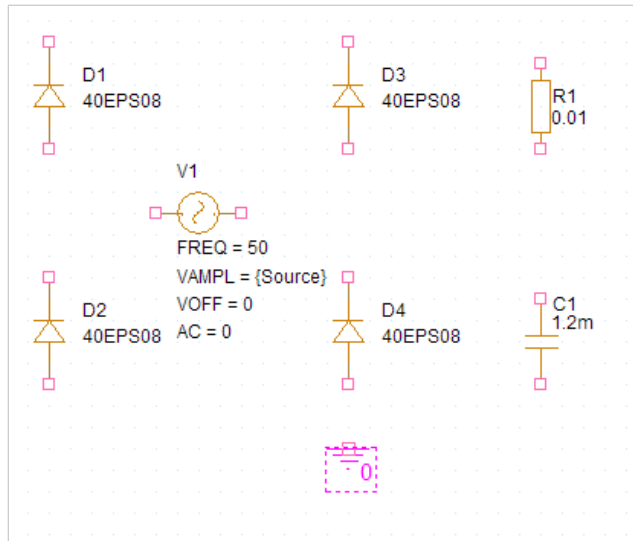 D1
40EPS08
D3
40EPS08
R1
0.01
V1
FREQ = 50
VAMPL = {Source}
VOFF = 0
AC = 0
D2
40EPS08
D4
40EPS08
C1
1.2m
0